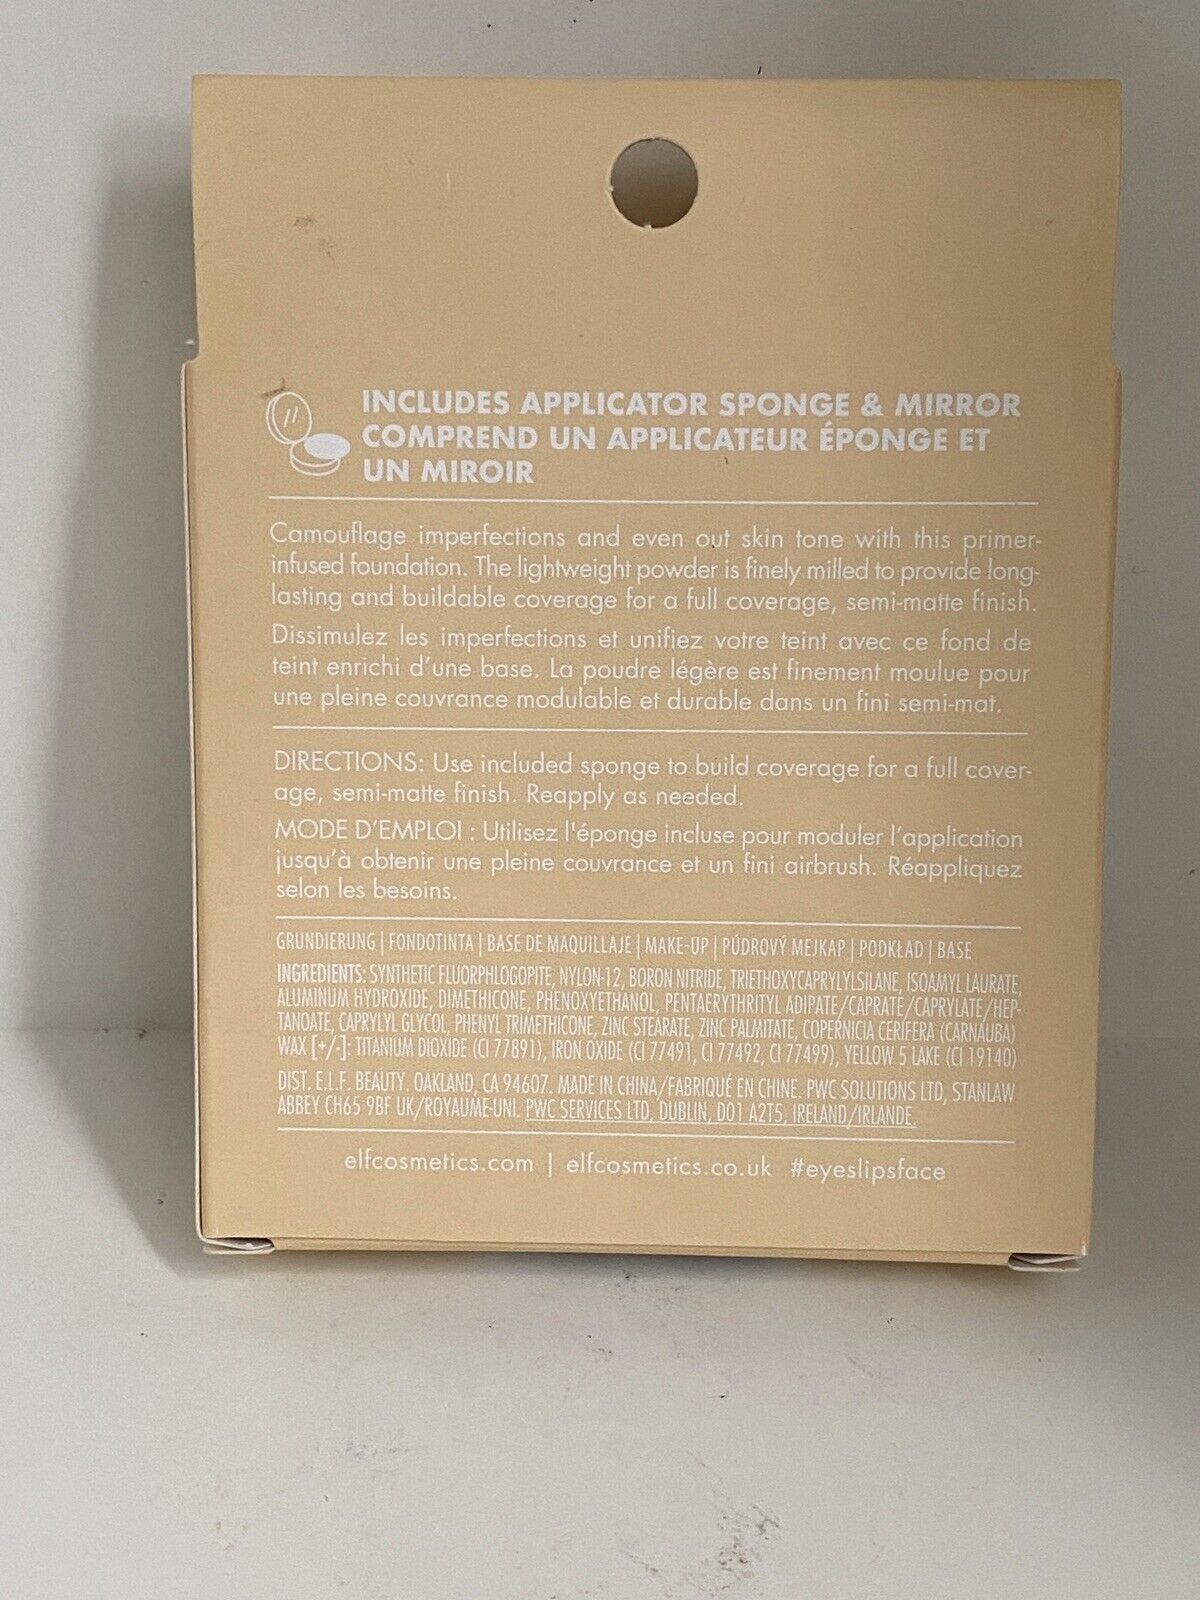 INCLUDES APPLICATOR SPONGE & MIRROR
COMPREND UN APPLICATEUR ÉPONGE ET
UN MIROIR
Camouflage imperfections and even out skin tone with this primer-
infused foundation. The lightweight powder is finely milled to provide long-
lasting and buildable coverage for a full coverage, semi-matte finish.
Dissimulez les imperfections et unifiez votre teint avec ce fond de
teint enrichi d'une base. La poudre légère est finement moulue pour
une pleine couvrance modulable et durable dans un fini semi-mat.
DIRECTIONS: Use included sponge to build coverage for a full cover-
age, semi-matte finish. Reapply as needed.
MODE D'EMPLOI : Utilisez l'éponge incluse pour moduler l'application
jusqu'à obtenir une pleine couvrance et un fini airbrush. Réappliquez
selon les besoins.
GRUNDIERUNG | FONDOTINTA | BASE DE MAQUILLAJE | MAKE-UP | PÚDROVÝ MEJKAP | PODKŁAD | BASE
INGREDIENTS: SYNTHETIC FLUORPHLOGOPITE, NYLON-12, BORON NITRIDE, TRIETHOXYCAPRYLYLSILANE, ISOAMYL LAURATE,
ALUMINUM HYDROXIDE, DIMETHICONE, PHENOXYETHANOL, PENTAERYTHRITYL ADIPATE/CAPRATE/CAPRYLATE/HEP-
TANOATE, CAPRYLYL GLYCOL, PHENYL TRIMETHICONE, ZINC STEARATE, ZINC PALMITATE, COPERNICIA CERIFERA (CARNAUBA)
WAX [+/-]: TITANIUM DIOXIDE (CI 77891), IRON OXIDE (CI 77491, CI 77492, CI 77499), YELLOW 5 LAKE (CI 19140)
DIST. E.L.F. BEAUTY. OAKLAND, CA 94607. MADE IN CHINA/FABRIQUÉ EN CHINE. PWC SOLUTIONS LTD, STANLAW
ABBEY CH65 9BF UK/ROYAUME-UNI. PWC SERVICES LTD, DUBLIN, D01 A2T5, IRELAND/IRLANDE.
elfcosmetics.com | elfcosmetics.co.uk #eyeslipsface